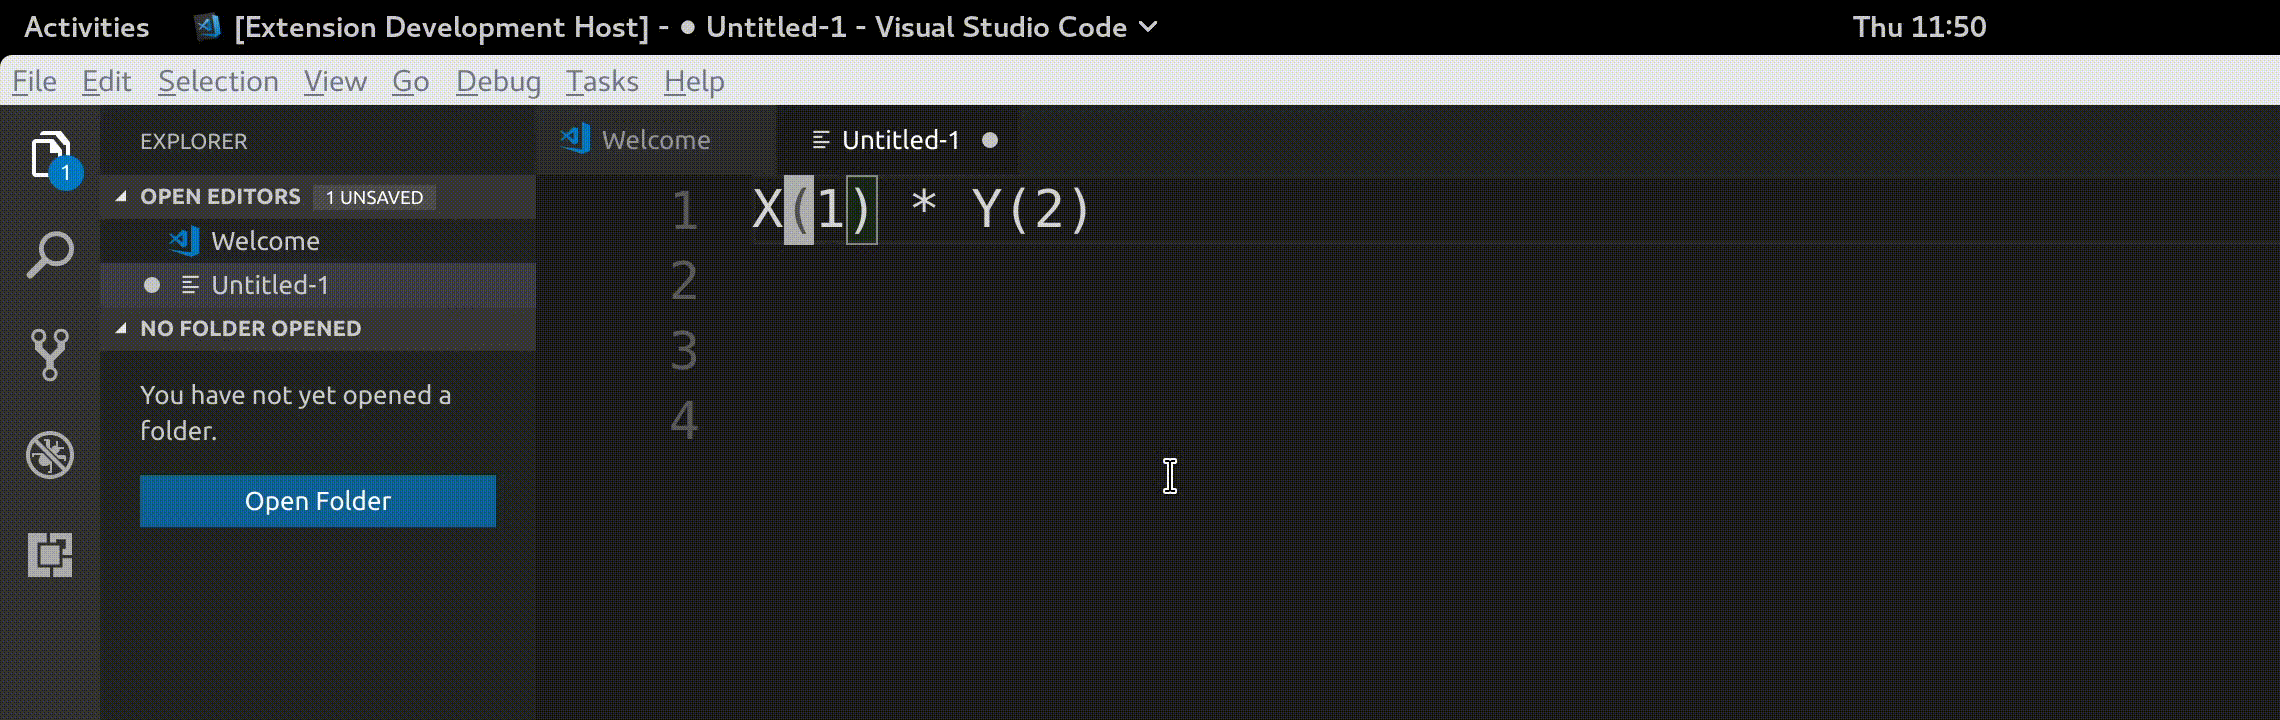 Activities [Extension Development Host] - ● Untitled-1 - Visual Studio Code Thu 11:50
File Edit Selection View Go Debug Tasks Help
EXPLORER
1
OPEN EDITORS 1 UNSAVED
Welcome
● Untitled-1
NO FOLDER OPENED
You have not yet opened a
folder.
Open Folder
Welcome Untitled-1 ●
1 X(1) * Y(2)
2
3
4